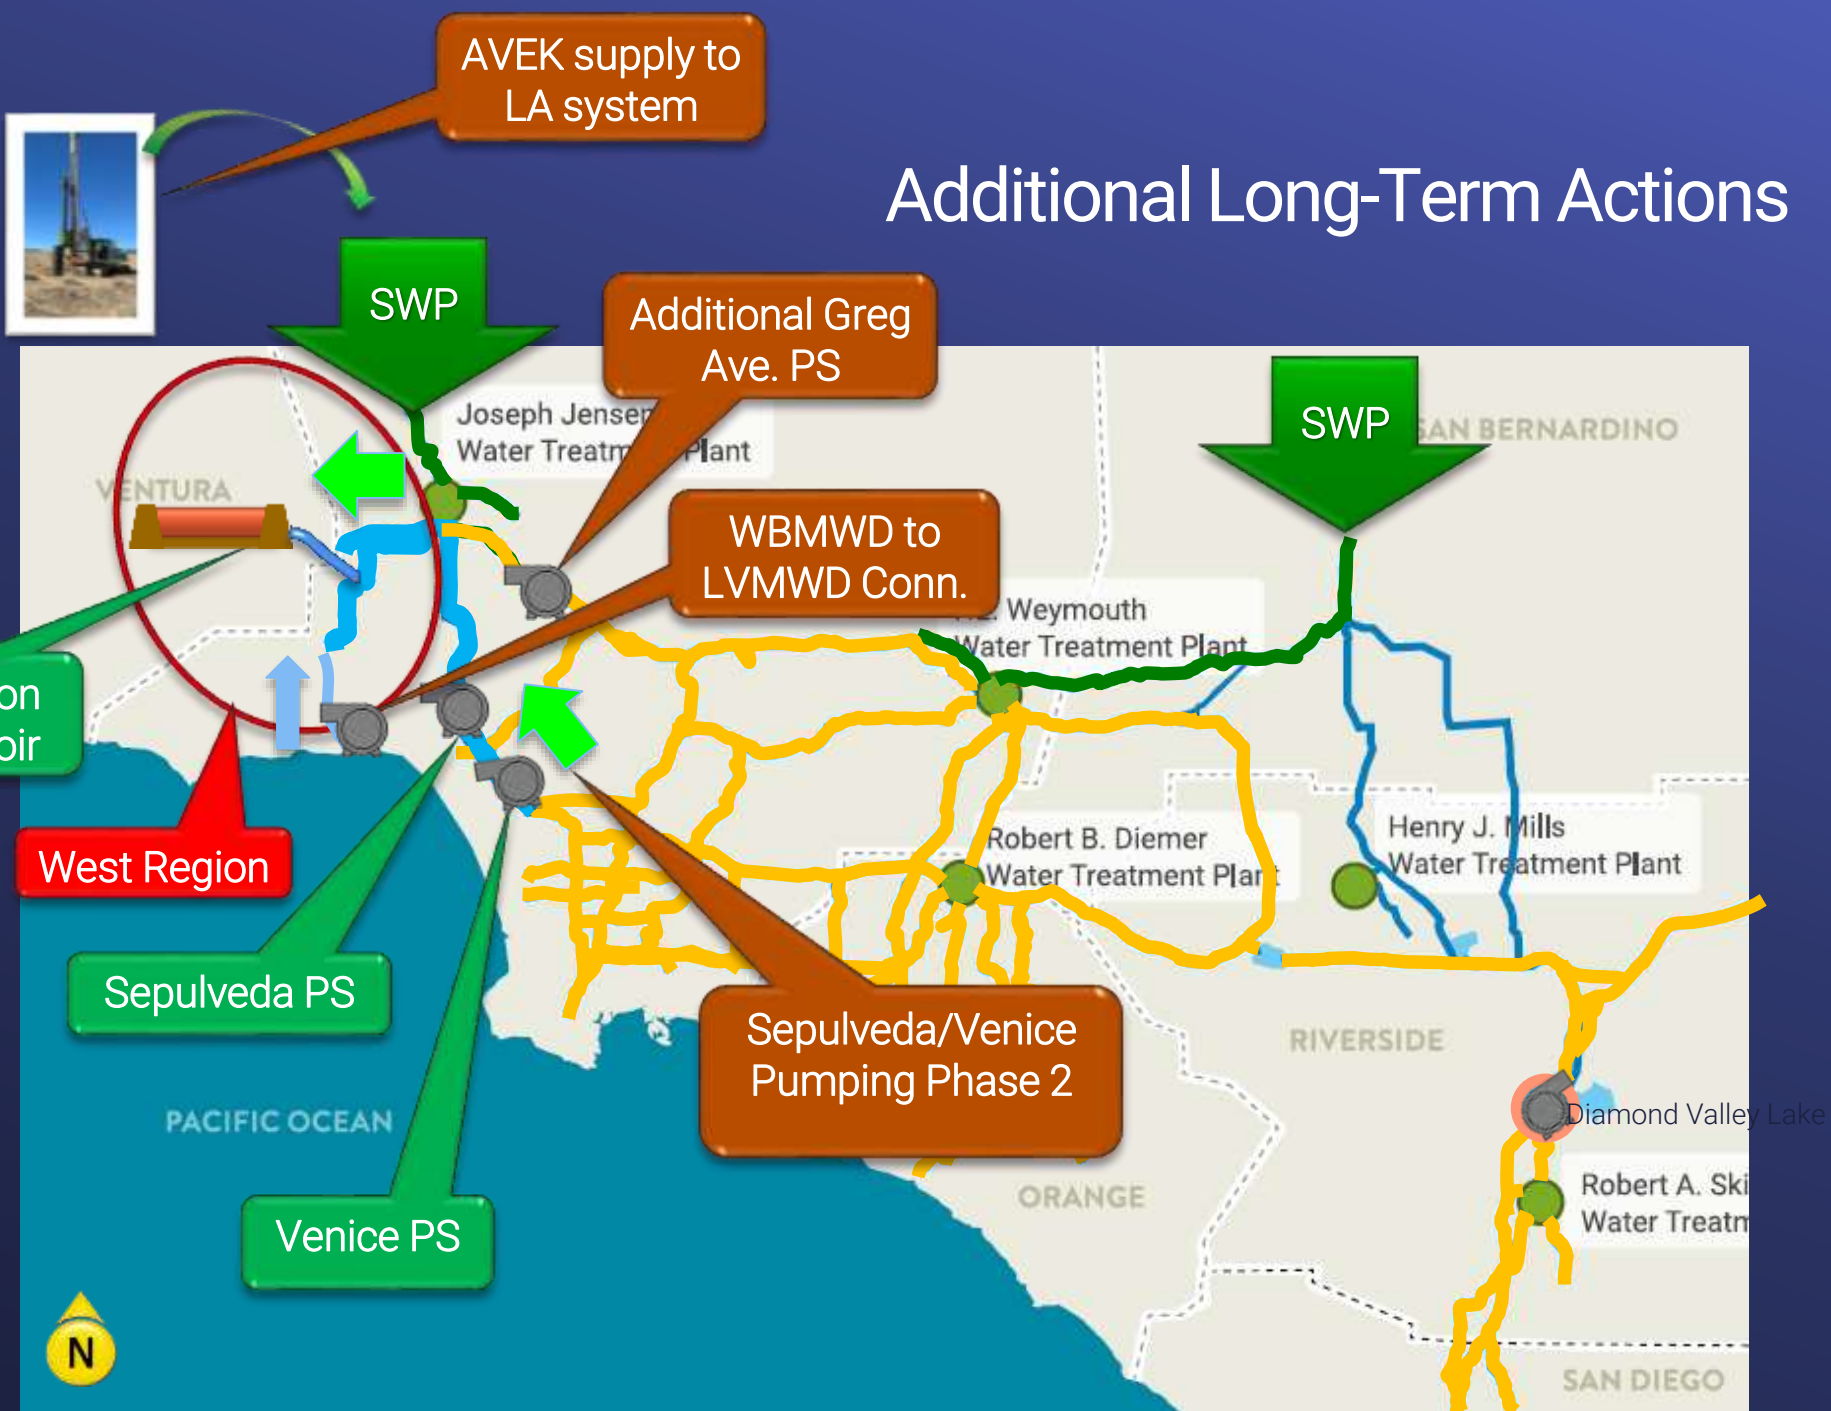 AVEK supply to
LA system
Additional Long-Term Actions
SWP
Additional Greg
Ave. PS
SWP
SAN BERNARDINO
Joseph Jensen
Water Treatm Plant
VENTURA
WBMWD to
LVMWD Conn.
Weymouth
Water Treatment Plant
on
oir
West Region
Robert B. Diemer
Water Treatment Plant
Henry J. Mills
Water Treatment Plant
Sepulveda PS
Sepulveda/Venice
Pumping Phase 2
RIVERSIDE
PACIFIC OCEAN
Diamond Valley Lake
Venice PS
ORANGE
Robert A. Ski
Water Treatm
N
SAN DIEGO